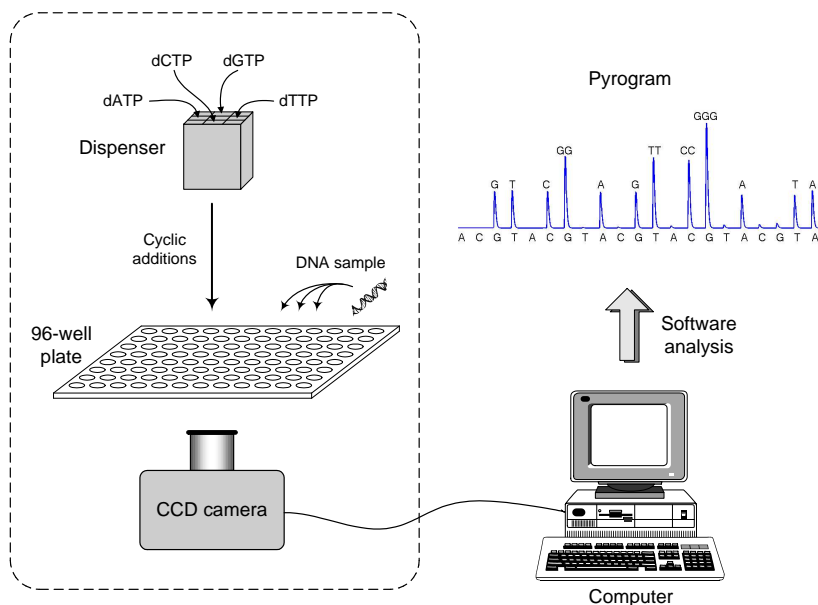 dCTP dGTP
dATP dTTP
Dispenser
Cyclic
additions
DNA sample
96-well
plate
CCD camera
Pyrogram
GGG
GG TT CC
G T C A G A T A
A C G T A C G T A C G T A C G T A C G T A
Software
analysis
Computer